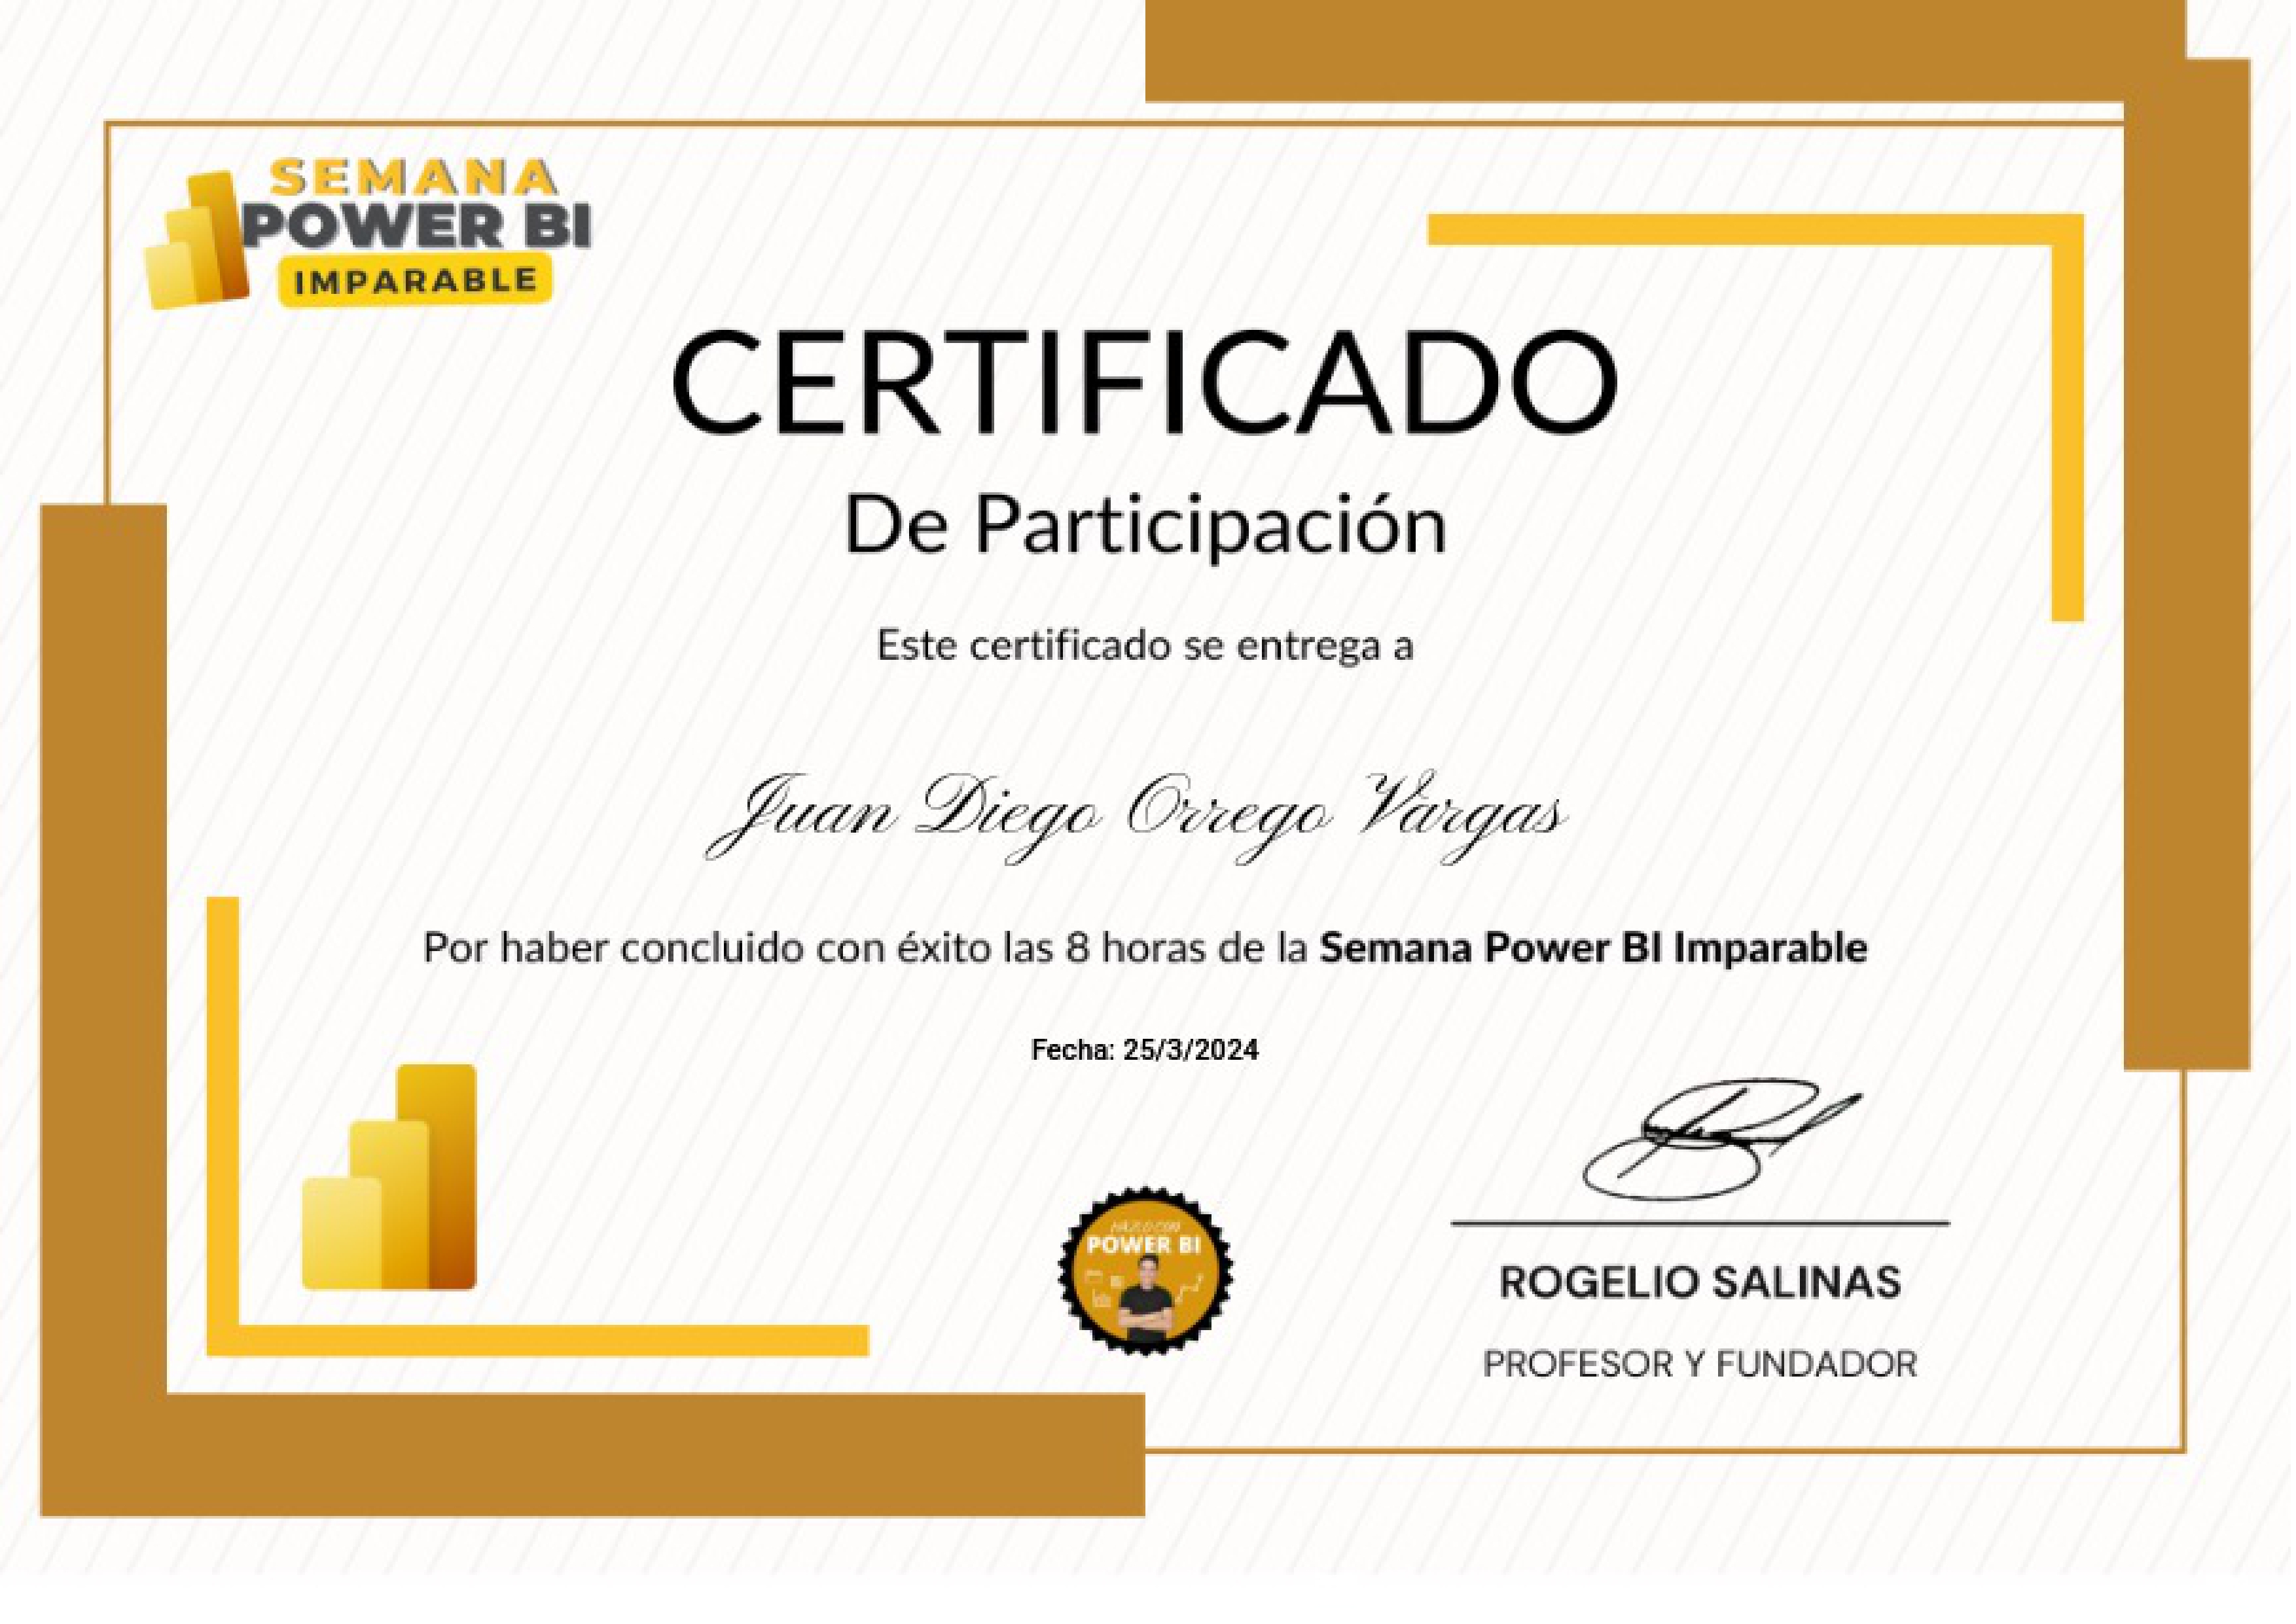 SEMANA
POWER BI
IMPARABLE
CERTIFICADO
De Participación
Este certificado se entrega a
Juan Diego Orrego Vargas
Por haber concluido con éxito las 8 horas de la Semana Power BI Imparable
Fecha: 25/3/2024
POWER BI
ROGELIO SALINAS
PROFESOR Y FUNDADOR